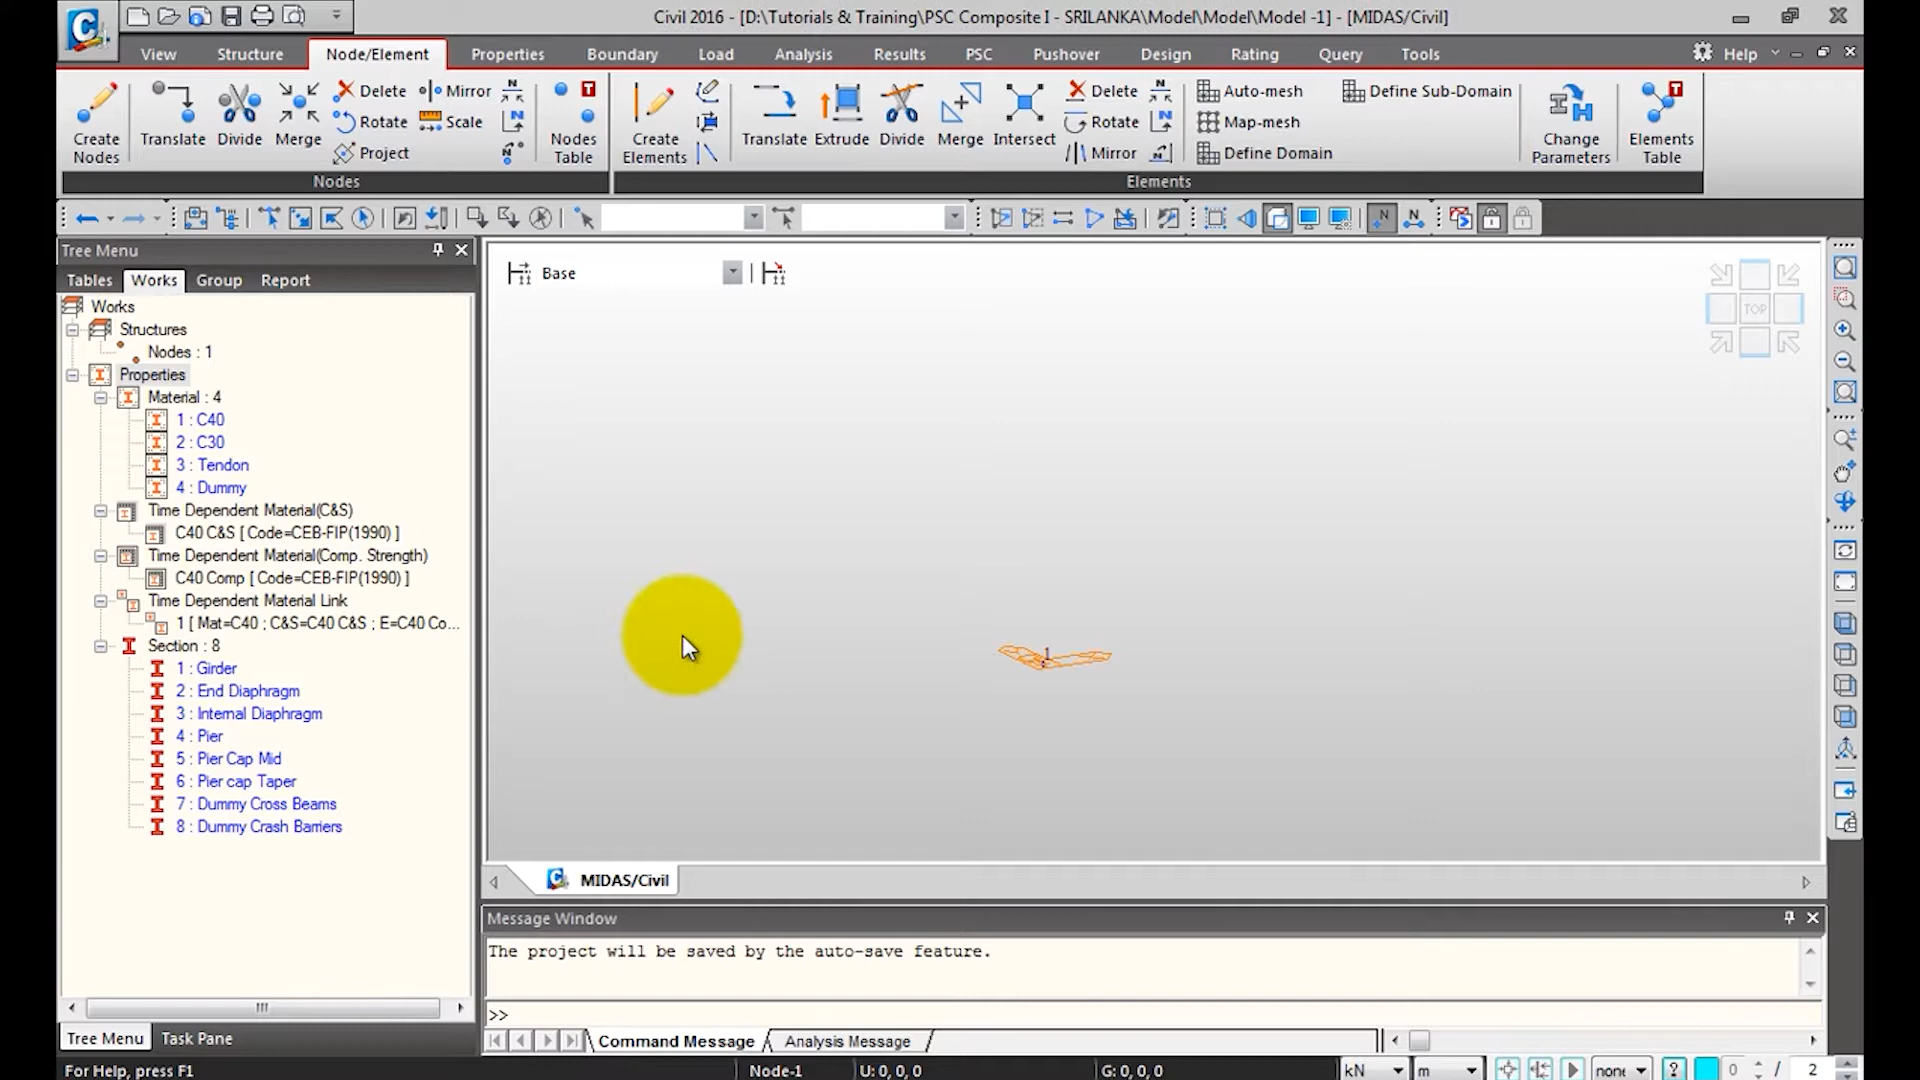 Civil 2016 - [D:\Tutorials & Training\PSC Composite I - SRILANKA\Model\Model\Model -1] - [MIDAS/Civil]
View Structure Node/Element Properties Boundary Load Analysis Results PSC Pushover Design Rating Query Tools Help
Create Nodes
Translate
Divide
Merge
Delete
Rotate
Project
Mirror
Scale
Nodes Table
Nodes
Create Elements
Translate
Extrude
Divide
Merge
Intersect
Delete
Rotate
Mirror
Auto-mesh
Map-mesh
Define Domain
Define Sub-Domain
Change Parameters
Elements Table
Elements
Tree Menu
Tables Works Group Report
Works
Structures
Nodes : 1
Properties
Material : 4
1 : C40
2 : C30
3 : Tendon
4 : Dummy
Time Dependent Material(C&S)
C40 C&S [ Code=CEB-FIP(1990) ]
Time Dependent Material(Comp. Strength)
C40 Comp [ Code=CEB-FIP(1990) ]
Time Dependent Material Link
1 [ Mat=C40 ; C&S=C40 C&S ; E=C40 Co...
Section : 8
1 : Girder
2 : End Diaphragm
3 : Internal Diaphragm
4 : Pier
5 : Pier Cap Mid
6 : Pier cap Taper
7 : Dummy Cross Beams
8 : Dummy Crash Barriers
Tree Menu Task Pane
Base
TOP
1
MIDAS/Civil
Message Window
The project will be saved by the auto-save feature.
>>
Command Message Analysis Message
For Help, press F1 Node-1 U: 0, 0, 0 G: 0, 0, 0 kN m none 0 / 2